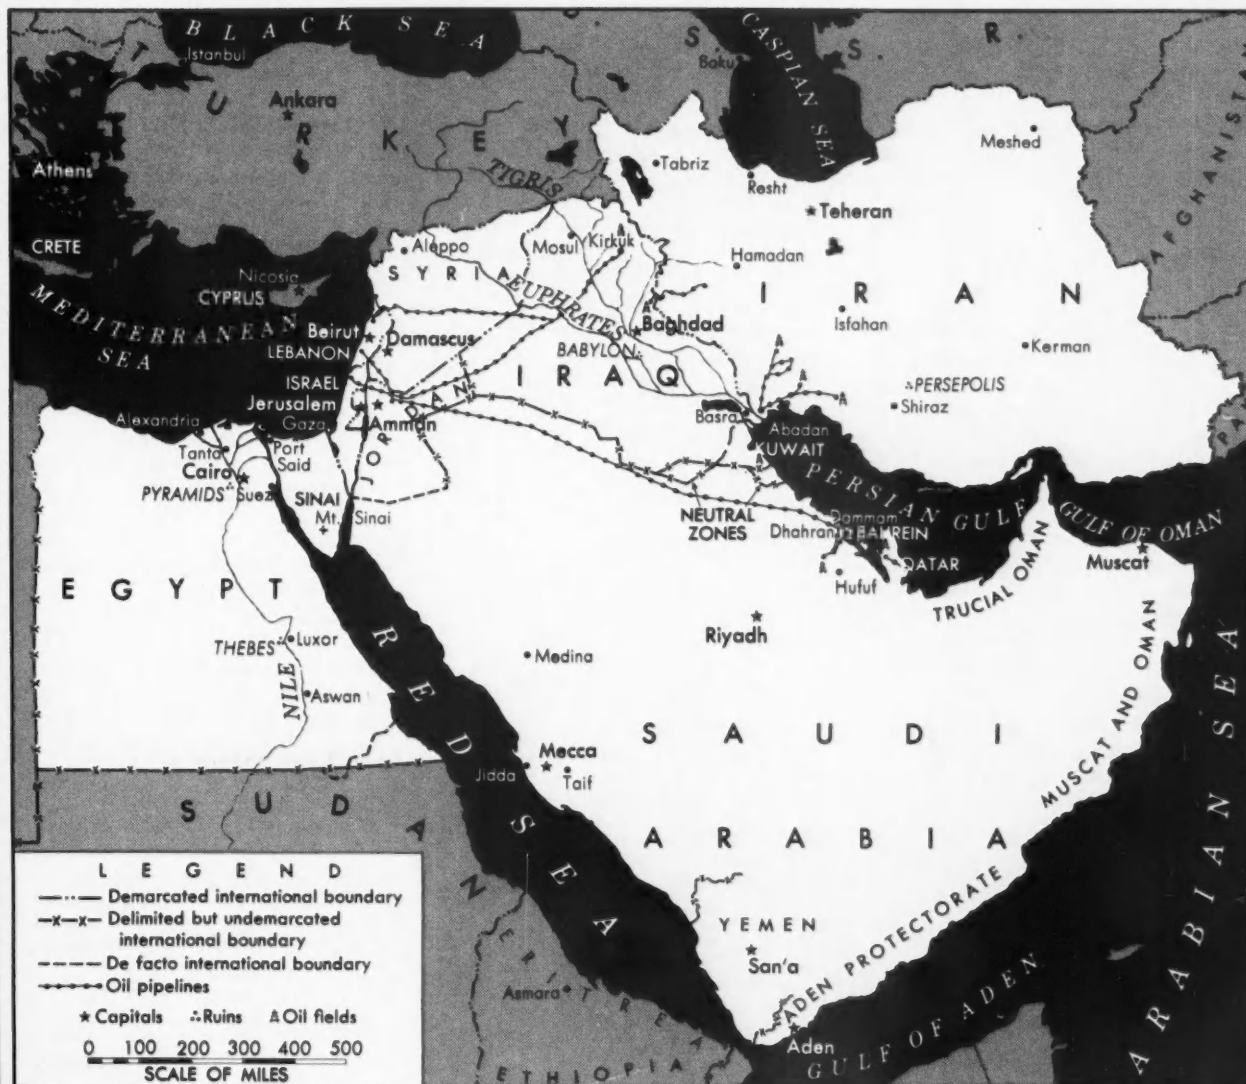 BLACK SEA
Istanbul
TURKEY
Ankara
Athens
CRETE
Nicosia
CYPRUS
MEDITERRANEAN
SEA
S. S. R.
Baku
CASPIAN SEA
AFGHANISTAN
PA
Meshed
Tabriz
Resht
Teheran
Hamadan
IRAN
Isfahan
Kerman
PERSEPOLIS
Shiraz
TIGRIS
Aleppo
SYRIA
Mosul
Kirkuk
EUPHRATES
Baghdad
BABYLON
IRAQ
Beirut
Damascus
LEBANON
ISRAEL
Jerusalem
Amman
JORDAN
Gaza
Basra
Abadan
KUWAIT
PERSIAN GULF
GULF OF OMAN
NEUTRAL
ZONES
Dammam
Dhahran
BAHREIN
QATAR
Hufuf
TRUCIAL OMAN
Muscat
MUSCAT AND OMAN
Alexandria
Tanta
Port
Said
Cairo
PYRAMIDS
Suez
SINAI
Mt. Sinai
EGYPT
THEBES
Luxor
NILE
Aswan
RED SEA
Riyadh
Medina
SAUDI
ARABIA
Jidda
Mecca
Taif
SUDAN
ERITREA
Asmara
ETHIOPIA
YEMEN
San'a
ADEN PROTECTORATE
Aden
GULF OF ADEN
ARABIAN SEA
LEGEND
Demarcated international boundary
Delimited but undemarcated
international boundary
De facto international boundary
Oil pipelines
Capitals Ruins Oil fields
0 100 200 300 400 500
SCALE OF MILES